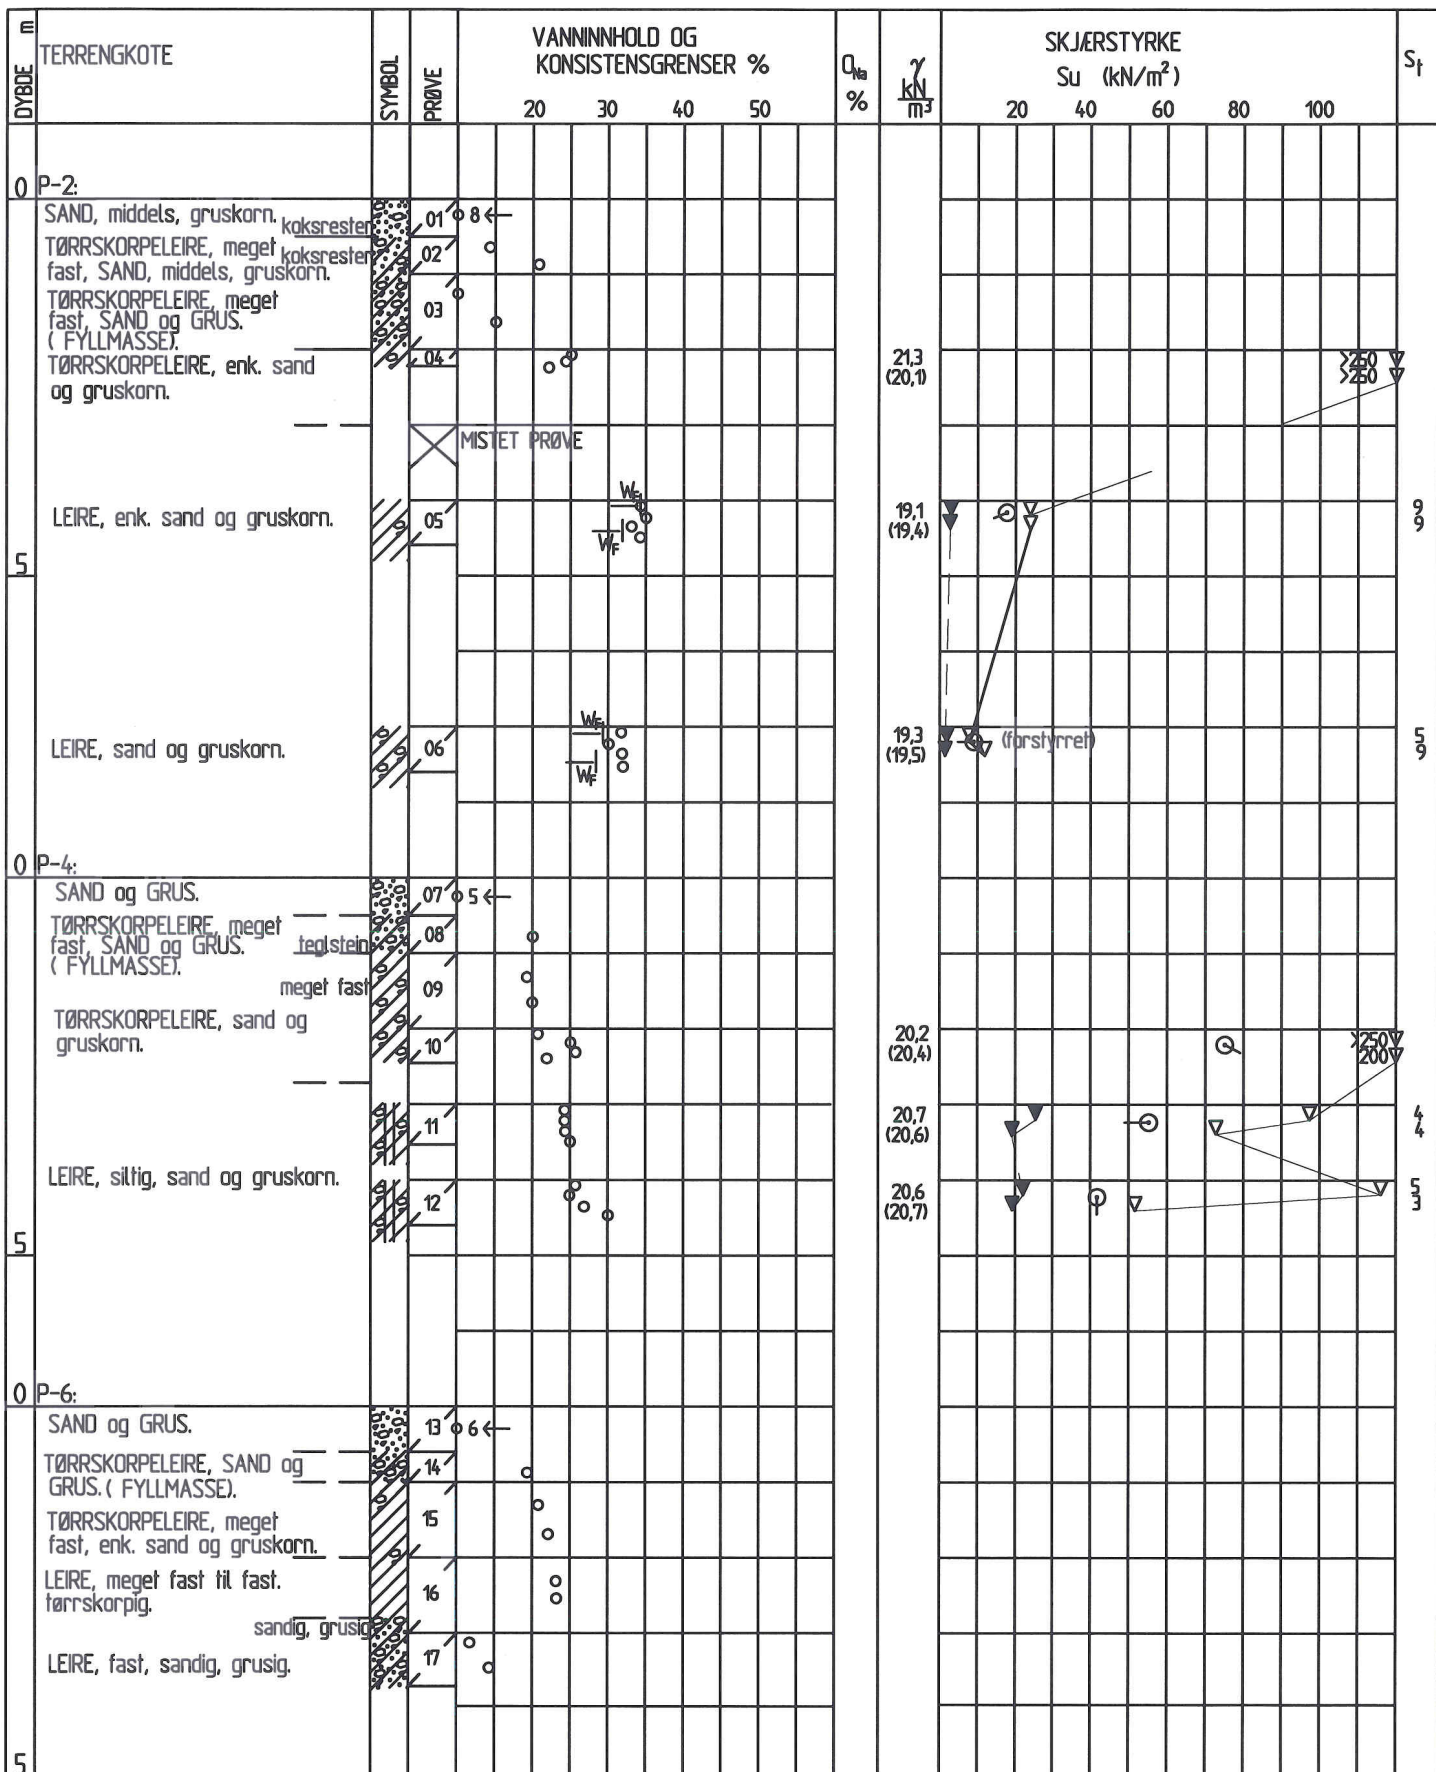 DYBDE m
TERRENGKOTE
SYMBOL
PRØVE
VANNINNHOLD OG
KONSISTENSGRENSER %
20 30 40 50
O_Na
%
γ
kN
m³
SKJÆRSTYRKE
Su (kN/m²)
20 40 60 80 100
St
0 P-2:
SAND, middels, gruskorn.
koksrester
01
8
TØRRSKORPELEIRE, meget
koksrester
fast, SAND, middels, gruskorn.
02
TØRRSKORPELEIRE, meget
fast, SAND og GRUS.
( FYLLMASSE).
03
TØRRSKORPELEIRE, enk. sand
og gruskorn.
04
21,3
(20,1)
>250
>250
MISTET PRØVE
LEIRE, enk. sand og gruskorn.
05
WF
WF
19,1
(19,4)
9
9
5
LEIRE, sand og gruskorn.
06
WF
WF
19,3
(19,5)
(forstyrret)
5
9
0 P-4:
SAND og GRUS.
07
5
TØRRSKORPELEIRE, meget
fast, SAND og GRUS.
teglstein
( FYLLMASSE).
08
meget fast
09
TØRRSKORPELEIRE, sand og
gruskorn.
10
20,2
(20,4)
>250
200
11
20,7
(20,6)
4
4
LEIRE, siltig, sand og gruskorn.
12
20,6
(20,7)
5
3
5
0 P-6:
SAND og GRUS.
13
6
TØRRSKORPELEIRE, SAND og
GRUS. ( FYLLMASSE).
14
TØRRSKORPELEIRE, meget
fast, enk. sand og gruskorn.
15
LEIRE, meget fast til fast.
tørrskorpig.
16
sandig, grusig
LEIRE, fast, sandig, grusig.
17
5